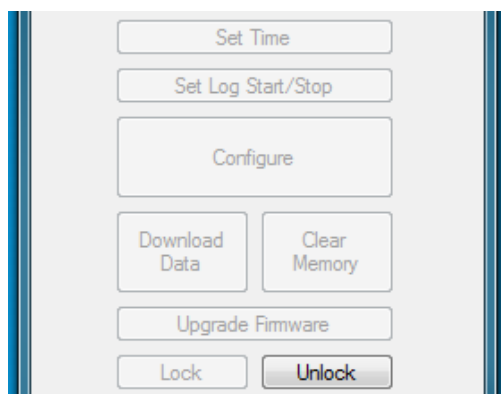 Set Time
Set Log Start/Stop
Configure
Download
Data
Clear
Memory
Upgrade Firmware
Lock
Unlock